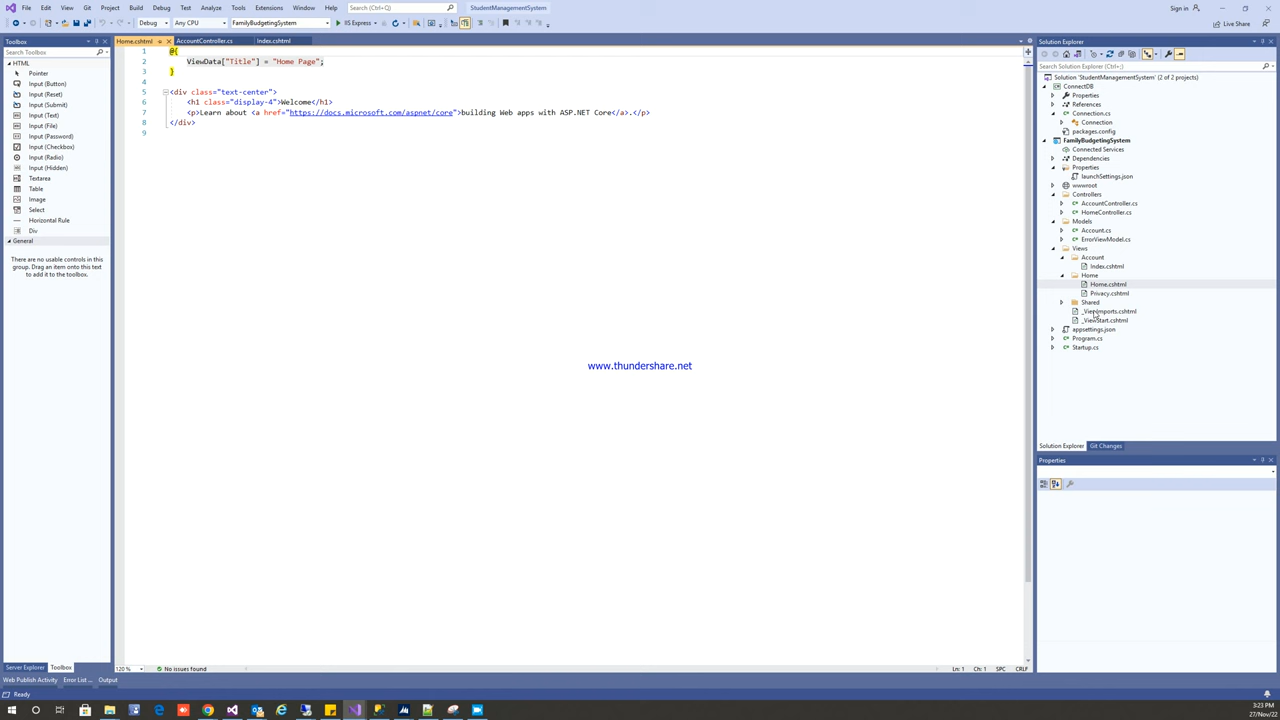 File Edit View Git Project Build Debug Test Analyze Tools Extensions Window Help Search (Ctrl+Q) StudentManagementSystem Sign in
Debug Any CPU FamilyBudgetingSystem IIS Express Live Share
Toolbox
Search Toolbox
HTML
Pointer
Input (Button)
Input (Reset)
Input (Submit)
Input (Text)
Input (File)
Input (Password)
Input (Checkbox)
Input (Radio)
Input (Hidden)
Textarea
Table
Image
Select
Horizontal Rule
Div
General
There are no usable controls in this
group. Drag an item onto this text
to add it to the toolbox.
Server Explorer Toolbox
Home.cshtml AccountController.cs Index.cshtml
1 @{
2 ViewData["Title"] = "Home Page";
3 }
4
5 <div class="text-center">
6 <h1 class="display-4">Welcome</h1>
7 <p>Learn about <a href="https://docs.microsoft.com/aspnet/core">building Web apps with ASP.NET Core</a>.</p>
8 </div>
9
www.thundershare.net
120 % No issues found Ln: 1 Ch: 1 SPC CRLF
Solution Explorer
Search Solution Explorer (Ctrl+;)
Solution 'StudentManagementSystem' (2 of 2 projects)
ConnectDB
Properties
References
Connection.cs
Connection
packages.config
FamilyBudgetingSystem
Connected Services
Dependencies
Properties
launchSettings.json
wwwroot
Controllers
AccountController.cs
HomeController.cs
Models
Account.cs
ErrorViewModel.cs
Views
Account
Index.cshtml
Home
Home.cshtml
Privacy.cshtml
Shared
_ViewImports.cshtml
_ViewStart.cshtml
appsettings.json
Program.cs
Startup.cs
Solution Explorer Git Changes
Properties
Web Publish Activity Error List ... Output
Ready
3:23 PM
27/Nov/22